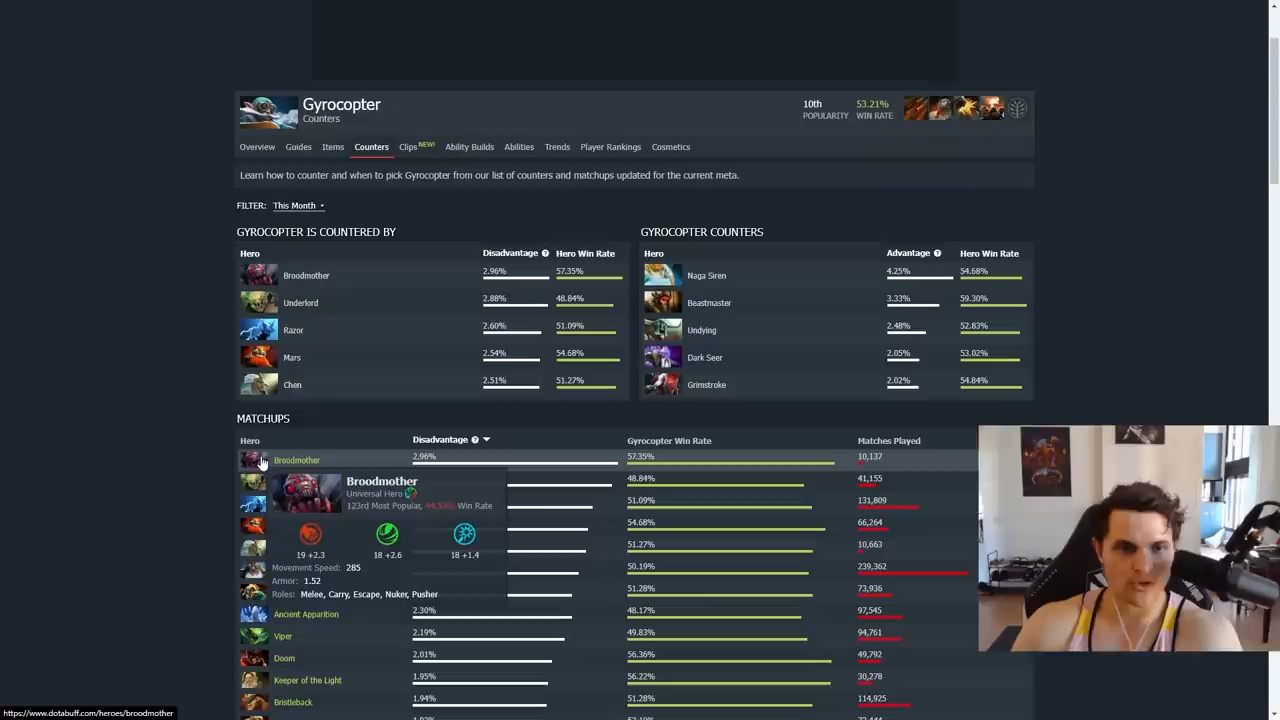 Gyrocopter
Counters
10th
POPULARITY
53.21%
WIN RATE
Overview Guides Items Counters Clips NEW! Ability Builds Abilities Trends Player Rankings Cosmetics
Learn how to counter and when to pick Gyrocopter from our list of counters and matchups updated for the current meta.
FILTER: This Month
GYROCOPTER IS COUNTERED BY
Hero Disadvantage Hero Win Rate
Broodmother 2.96% 57.35%
Underlord 2.88% 48.84%
Razor 2.60% 51.09%
Mars 2.54% 54.68%
Chen 2.51% 51.27%
GYROCOPTER COUNTERS
Hero Advantage Hero Win Rate
Naga Siren 4.25% 54.68%
Beastmaster 3.33% 59.30%
Undying 2.48% 52.83%
Dark Seer 2.05% 53.02%
Grimstroke 2.02% 54.84%
MATCHUPS
Hero Disadvantage Gyrocopter Win Rate Matches Played
Broodmother 2.96% 57.35% 10,137
48.84% 41,155
51.09% 131,809
54.68% 66,264
51.27% 10,663
50.19% 239,362
51.28% 73,936
Broodmother
Universal Hero
123rd Most Popular, 44.53% Win Rate
19 +2.3 18 +2.6 18 +1.4
Movement Speed: 285
Armor: 1.52
Roles: Melee, Carry, Escape, Nuker, Pusher
Ancient Apparition 2.30% 48.17% 97,545
Viper 2.19% 49.83% 94,761
Doom 2.01% 56.36% 49,792
Keeper of the Light 1.95% 56.22% 30,278
Bristleback 1.94% 51.28% 114,925
https://www.dotabuff.com/heroes/broodmother